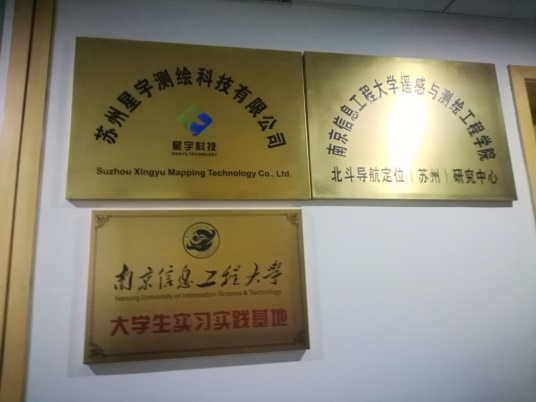 苏州星宇测绘科技有限公司
星宇科技
XINGYU TECHNOLOGY
Suzhou Xingyu Mapping Technology Co., Ltd.
南京信息工程大学遥感与测绘工程学院
北斗导航定位（苏州）研究中心
南京信息工程大学
Nanjing University of Information Science & Technology
大学生实习实践基地